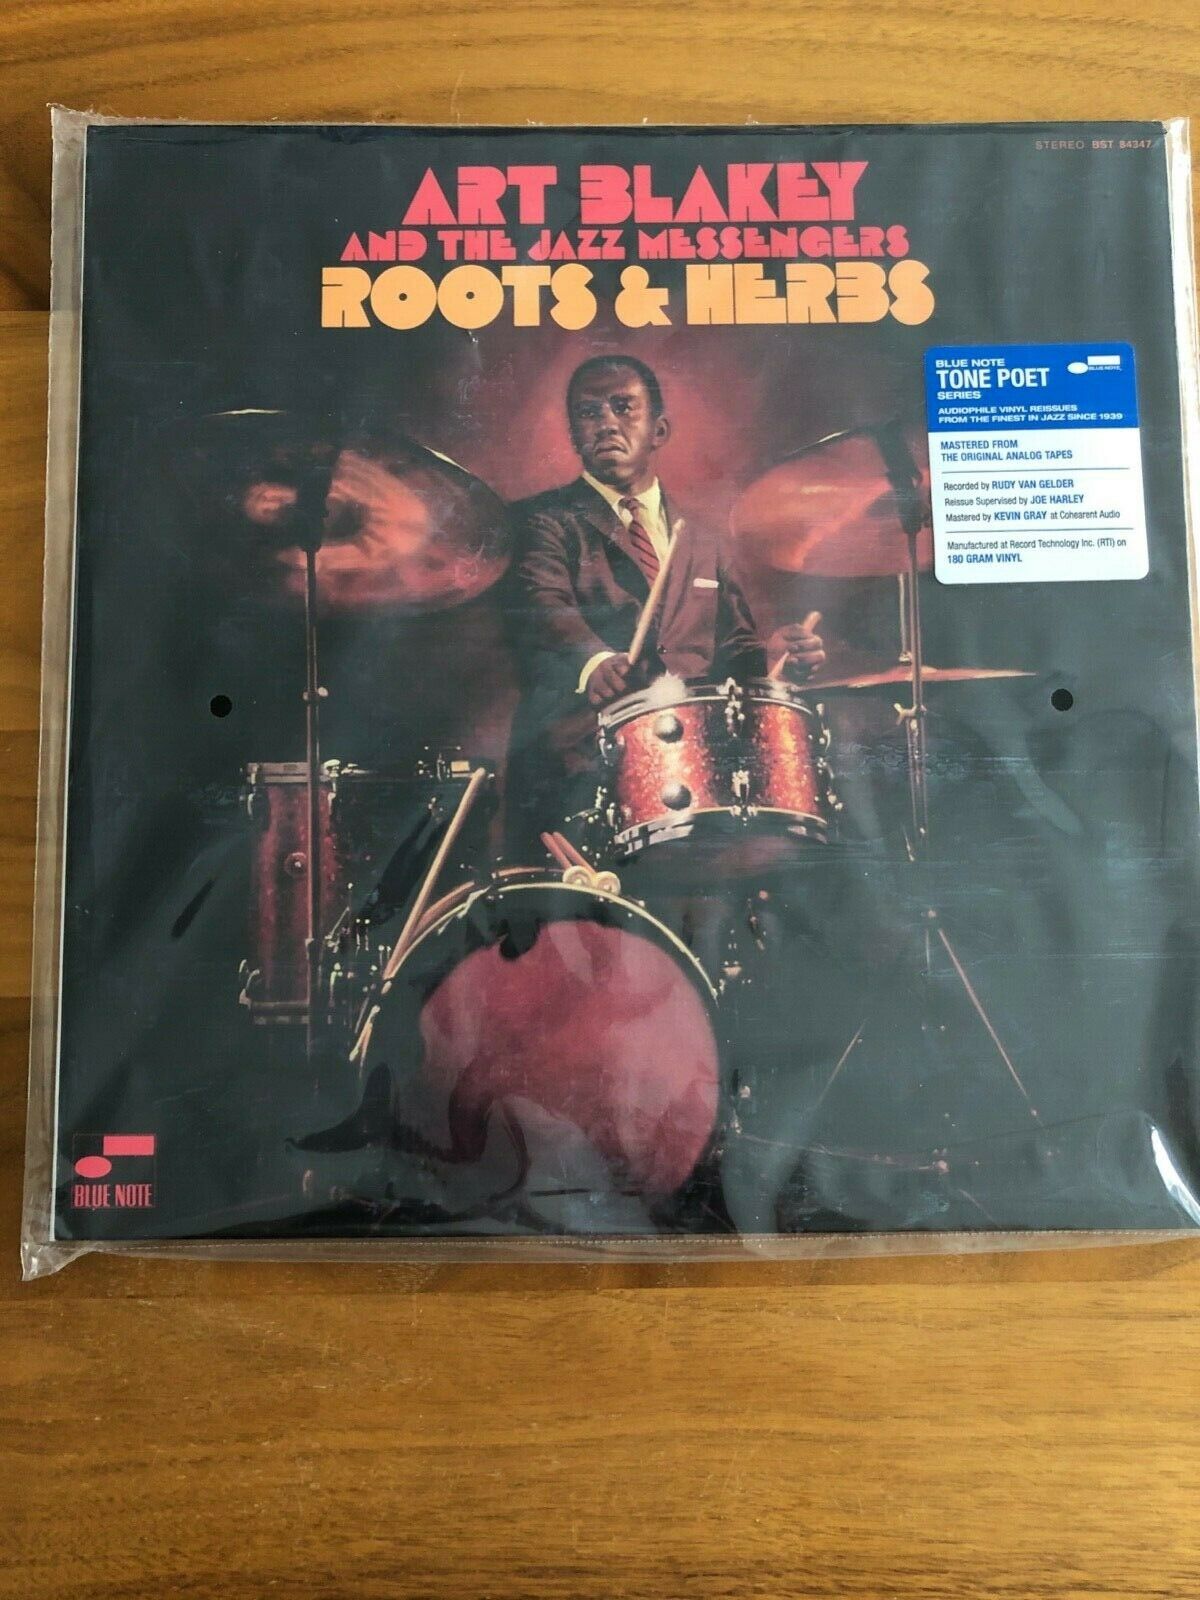 STEREO BST 84347
ART BLAKEY
AND THE JAZZ MESSENGERS
ROOTS & HERBS
BLUE NOTE
TONE POET
SERIES
BLUE NOTE
AUDIOPHILE VINYL REISSUES
FROM THE FINEST IN JAZZ SINCE 1939
MASTERED FROM
THE ORIGINAL ANALOG TAPES
Recorded by RUDY VAN GELDER
Reissue Supervised by JOE HARLEY
Mastered by KEVIN GRAY at Cohearent Audio
Manufactured at Record Technology Inc. (RTI) on
180 GRAM VINYL
BLUE NOTE